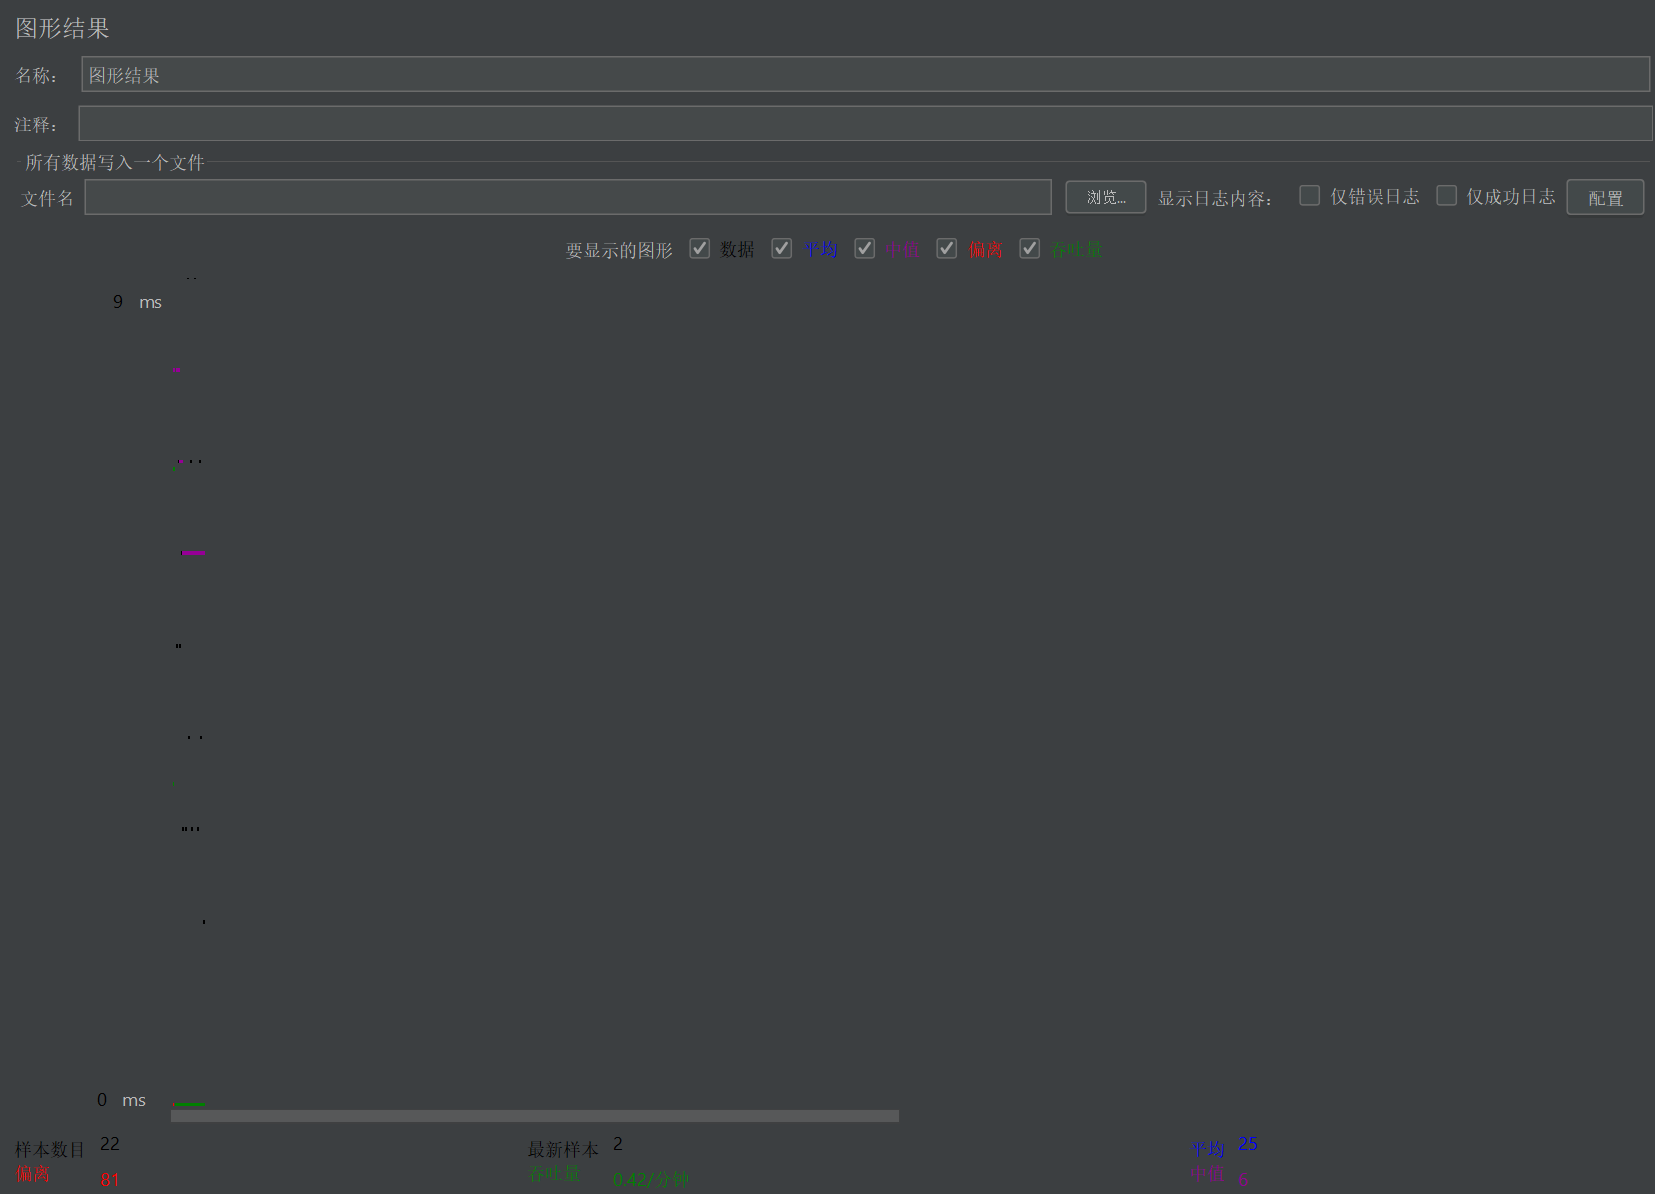 图形结果
名称： 图形结果
注释：
所有数据写入一个文件
文件名 浏览... 显示日志内容： 仅错误日志 仅成功日志 配置
要显示的图形 数据 平均 中值 偏离 吞吐量
9 ms
0 ms
样本数目 22 最新样本 2 平均 25
偏离 81 吞吐量 0.42/分钟 中值 6